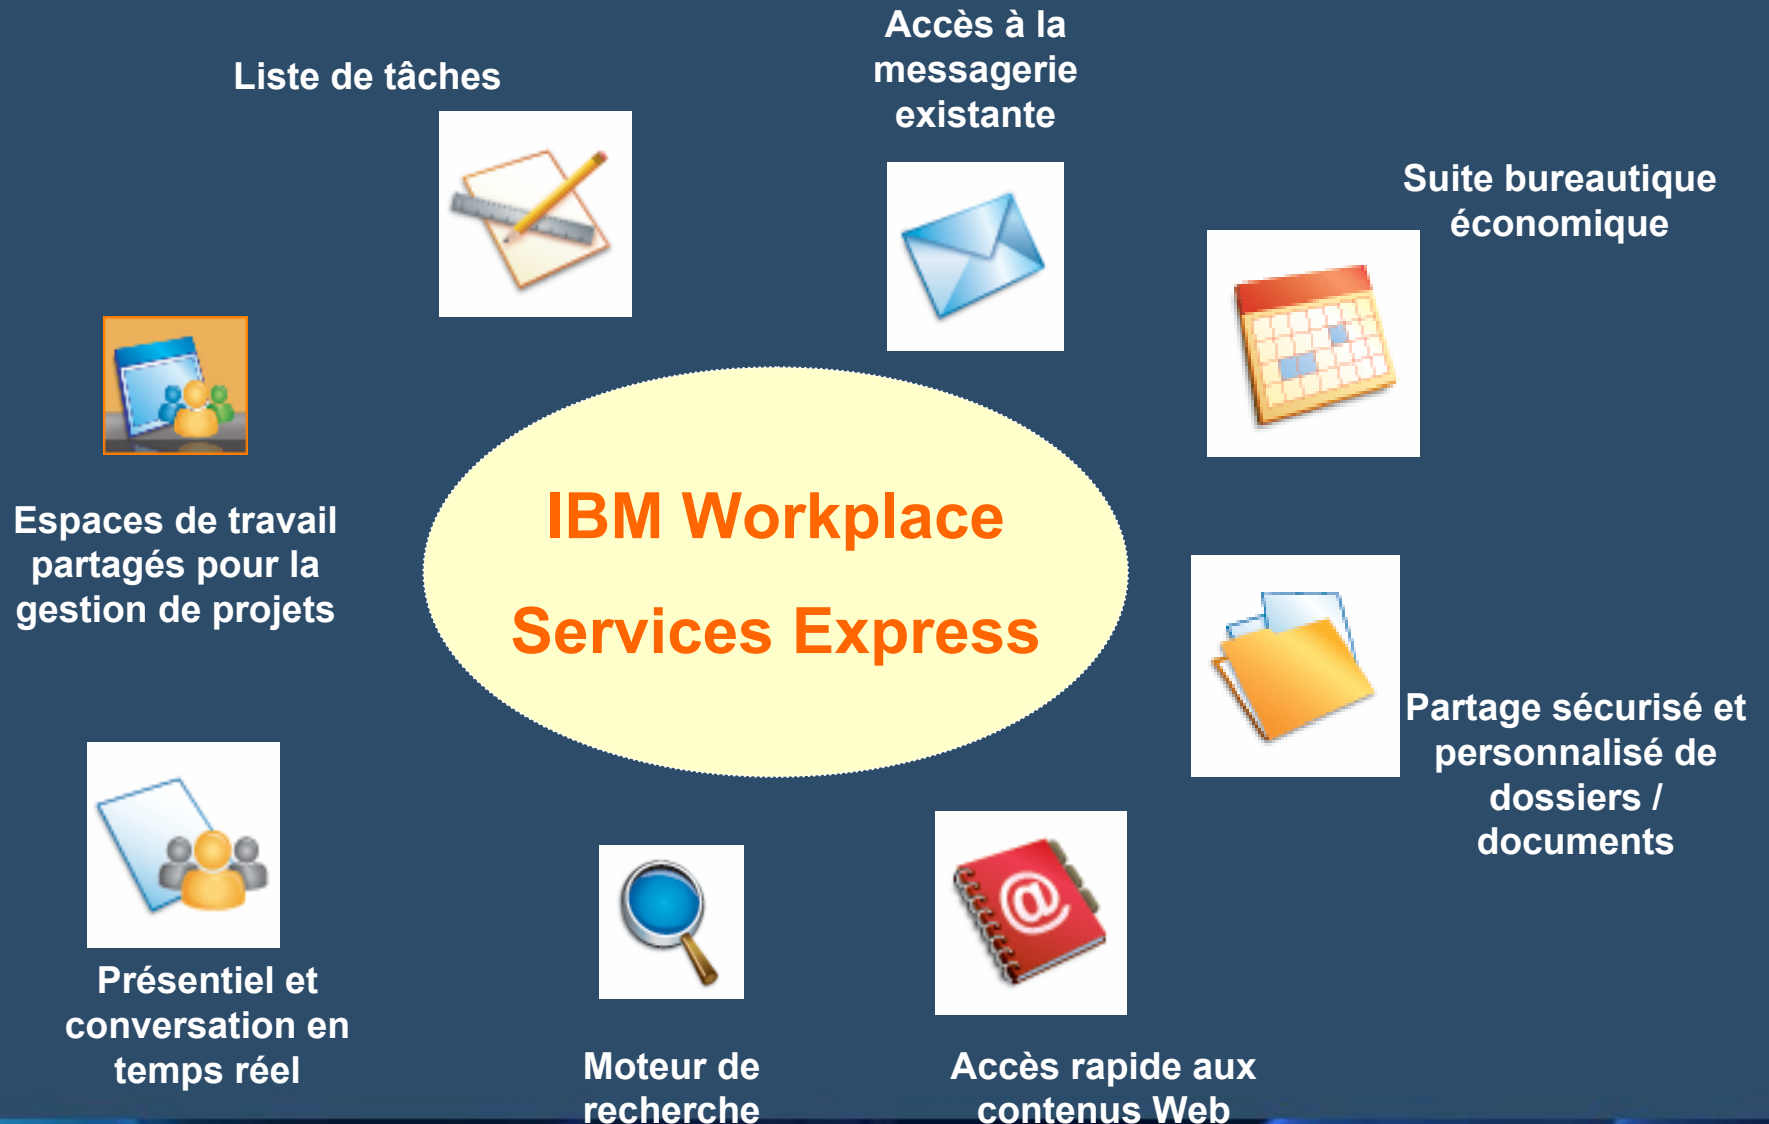 Accès à la
messagerie
existante
Liste de tâches
Suite bureautique
économique
IBM Workplace
Services Express
Espaces de travail
partagés pour la
gestion de projets
Partage sécurisé et
personnalisé de
dossiers /
documents
Présentiel et
conversation en
temps réel
Moteur de
recherche
Accès rapide aux
contenus Web
@